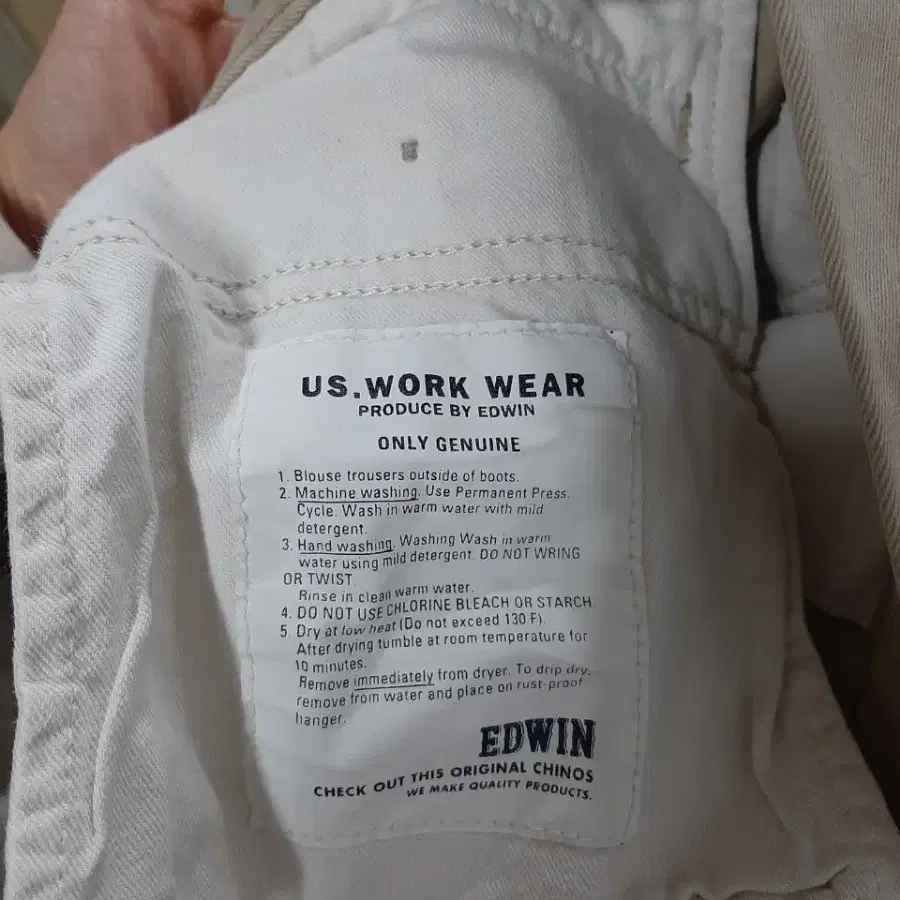 US.WORK WEAR
PRODUCE BY EDWIN
ONLY GENUINE
1. Blouse trousers outside of boots.
2. Machine washing. Use Permanent Press.
Cycle. Wash in warm water with mild
detergent.
3. Hand washing. Washing Wash in warm
water using mild detergent. DO NOT WRING
OR TWIST.
Rinse in clean warm water.
4. DO NOT USE CHLORINE BLEACH OR STARCH.
5. Dry at low heat (Do not exceed 130 F).
After drying tumble at room temperature for
10 minutes.
Remove immediately from dryer. To drip dry,
remove from water and place on rust-proof
hanger.
EDWIN
CHECK OUT THIS ORIGINAL CHINOS
WE MAKE QUALITY PRODUCTS.